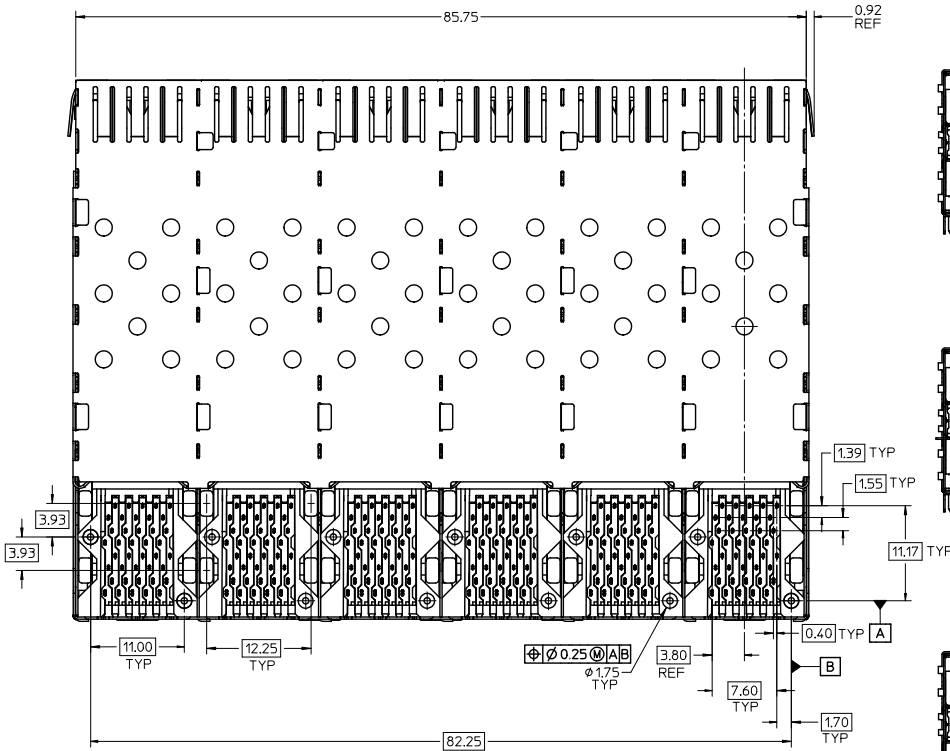 85.75
0.92
REF
1.39 TYP
1.55 TYP
3.93
3.93
11.17 TYP
0.40 TYP A
11.00
TYP
12.25
TYP
⌖ Ø 0.25 Ⓜ A B
Ø1.75
TYP
3.80
REF
B
7.60
TYP
1.70
TYP
82.25